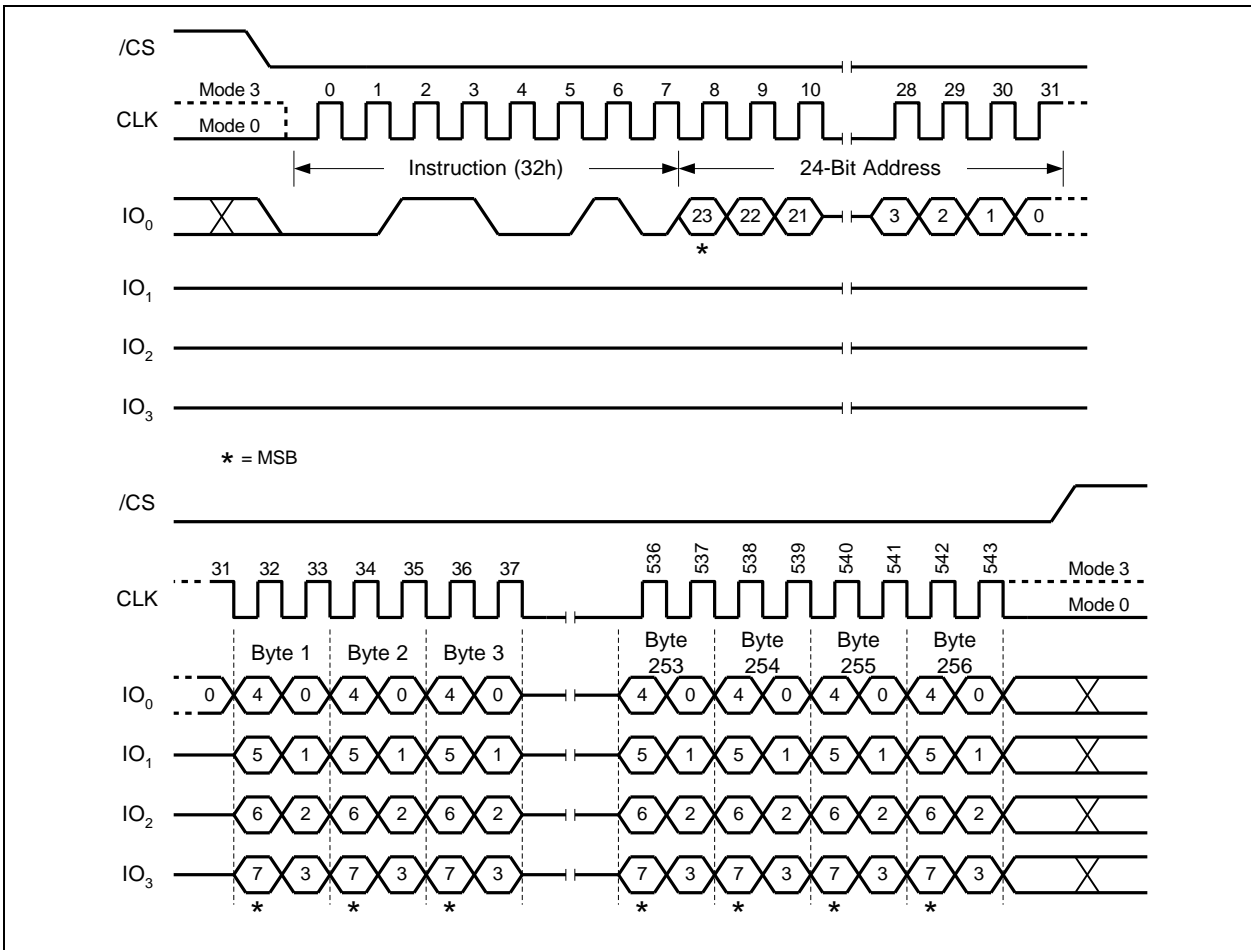 /CS
Mode 3 0 1 2 3 4 5 6 7 8 9 10 28 29 30 31
CLK
Mode 0
Instruction (32h) 24-Bit Address
IO0 23 22 21 3 2 1 0
*
IO1
IO2
IO3
* = MSB
/CS
31 32 33 34 35 36 37 536 537 538 539 540 541 542 543 Mode 3
CLK
Mode 0
Byte 1 Byte 2 Byte 3 Byte 253 Byte 254 Byte 255 Byte 256
IO0 0 4 0 4 0 4 0 4 0 4 0 4 0 4 0
IO1 5 1 5 1 5 1 5 1 5 1 5 1 5 1
IO2 6 2 6 2 6 2 6 2 6 2 6 2 6 2
IO3 7 3 7 3 7 3 7 3 7 3 7 3 7 3
* * * * * * *